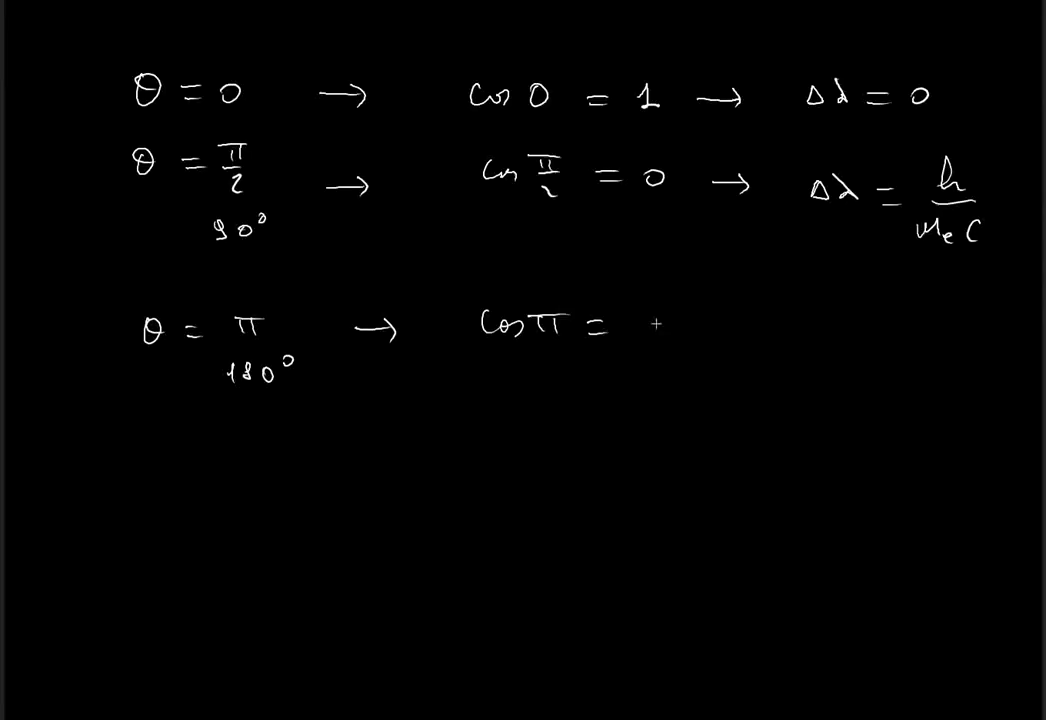 θ = 0 → cos 0 = 1 → Δλ = 0
θ = π/2 → cos π/2 = 0 → Δλ = h/mₑc
90°
θ = π → cos π =
180°